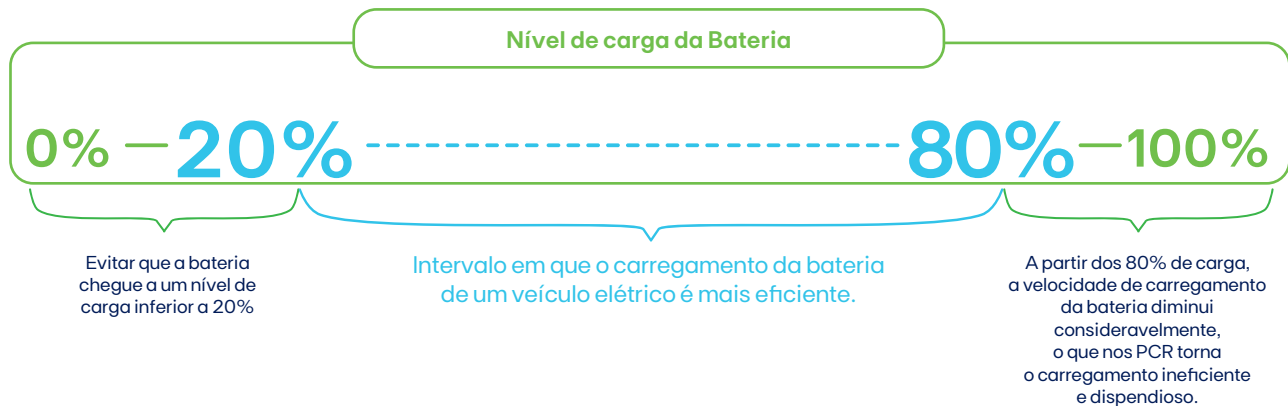 Nível de carga da Bateria
0% 20% 80% 100%
Evitar que a bateria
chegue a um nível de
carga inferior a 20%
Intervalo em que o carregamento da bateria
de um veículo elétrico é mais eficiente.
A partir dos 80% de carga,
a velocidade de carregamento
da bateria diminui
consideravelmente,
o que nos PCR torna
o carregamento ineficiente
e dispendioso.